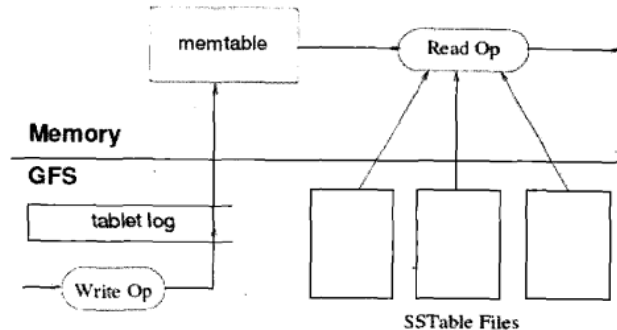 memtable
Read Op
Memory
GFS
tablet log
Write Op
SSTable Files